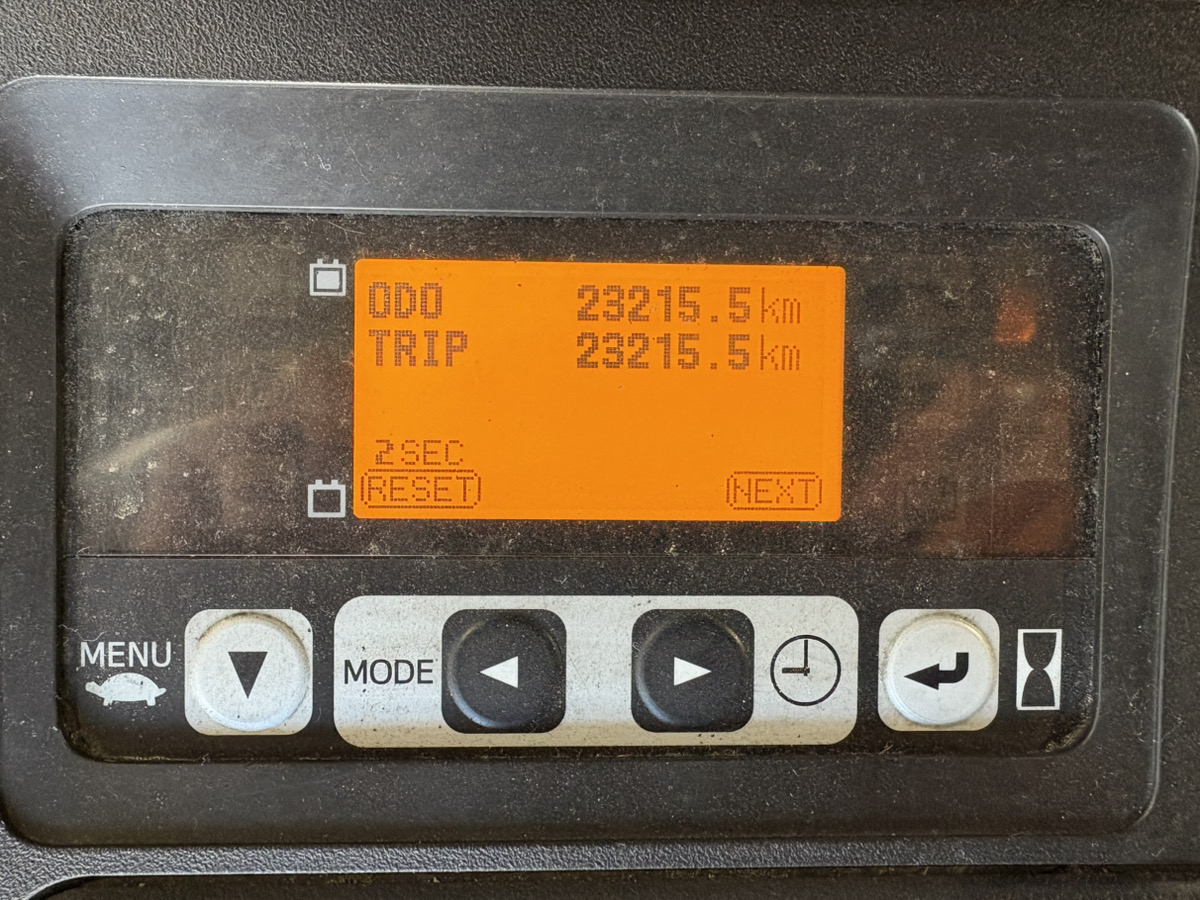 ODO 23215.5km
TRIP 23215.5km
2SEC
RESET NEXT
MENU MODE